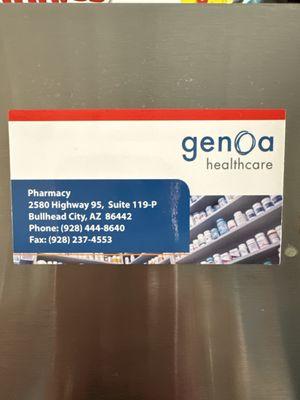 genoa
healthcare
Pharmacy
2580 Highway 95, Suite 119-P
Bullhead City, AZ 86442
Phone: (928) 444-8640
Fax: (928) 237-4553